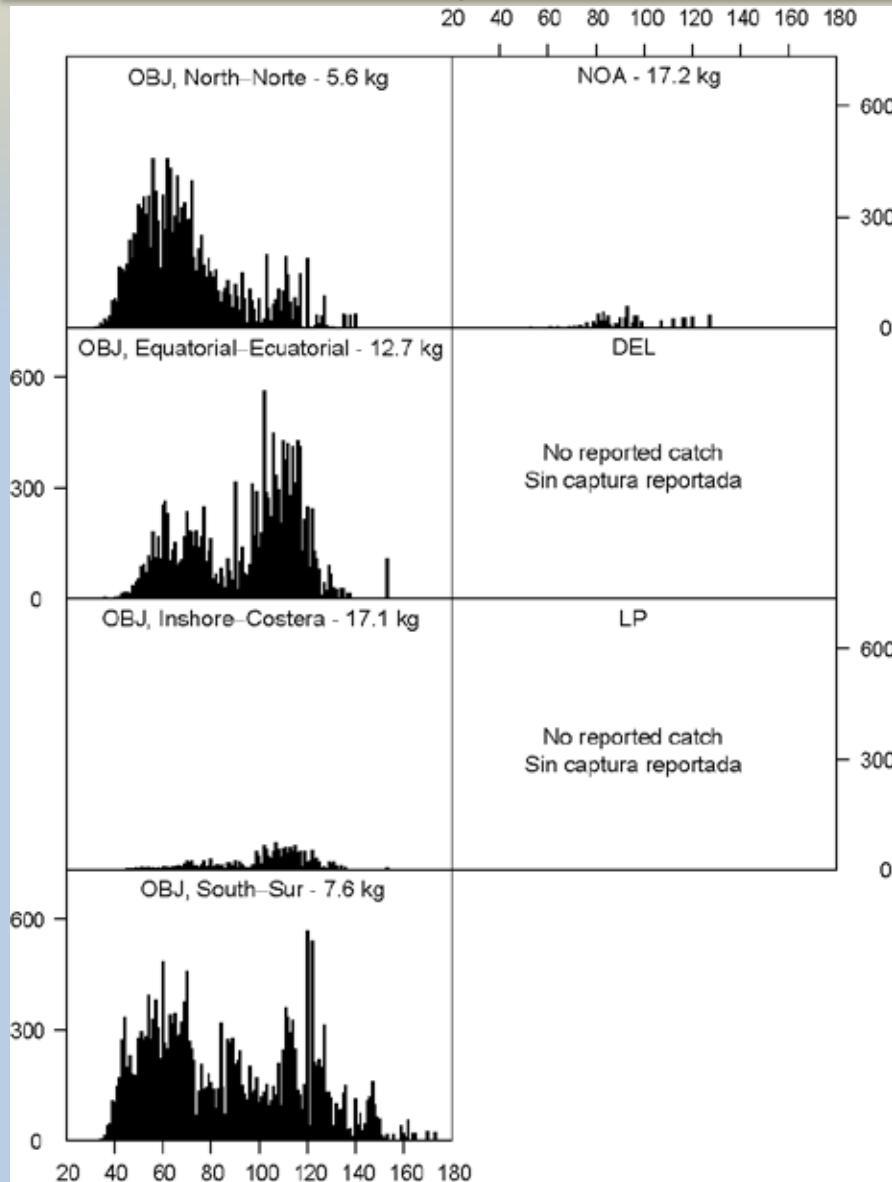 20 40 60 80 100 120 140 160 180
OBJ, North–Norte - 5.6 kg
NOA - 17.2 kg
600
300
0
OBJ, Equatorial–Ecuatorial - 12.7 kg
DEL
600
300
0
No reported catch
Sin captura reportada
OBJ, Inshore–Costera - 17.1 kg
LP
600
300
0
No reported catch
Sin captura reportada
OBJ, South–Sur - 7.6 kg
600
300
0
20 40 60 80 100 120 140 160 180